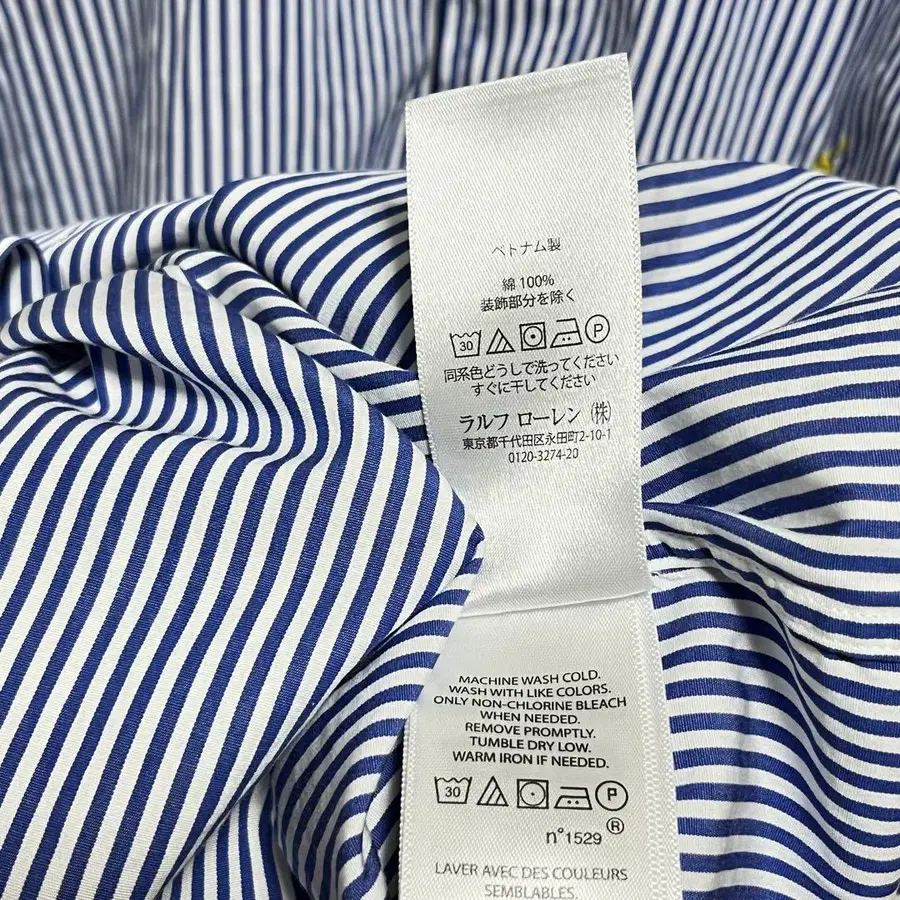 ベトナム製
綿 100%
装飾部分を除く
30 P
同系色どうしで洗ってください
すぐに干してください
ラルフ ローレン (株)
東京都千代田区永田町2-10-1
0120-3274-20
MACHINE WASH COLD.
WASH WITH LIKE COLORS.
ONLY NON-CHLORINE BLEACH
WHEN NEEDED.
REMOVE PROMPTLY.
TUMBLE DRY LOW.
WARM IRON IF NEEDED.
30 P
®
n°1529
LAVER AVEC DES COULEURS
SEMBLABLES.